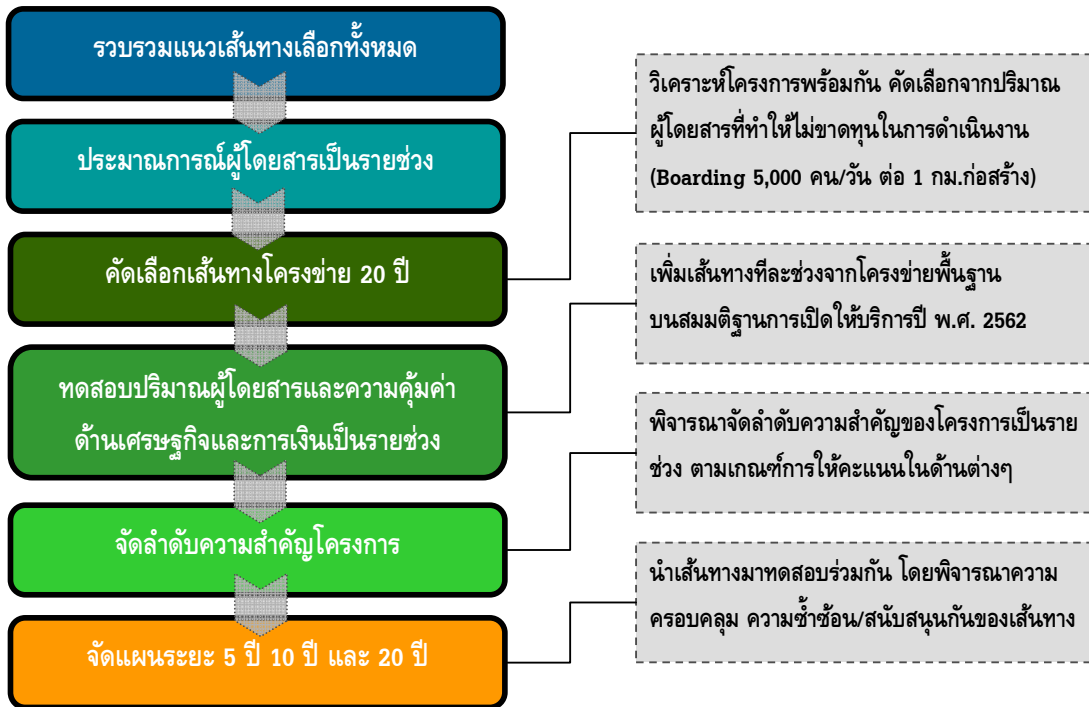 รวบรวมแนวเส้นทางเลือกทั้งหมด
ประมาณการณ์ผู้โดยสารเป็นรายช่วง
คัดเลือกเส้นทางโครงข่าย 20 ปี
ทดสอบปริมาณผู้โดยสารและความคุ้มค่า
ด้านเศรษฐกิจและการเงินเป็นรายช่วง
จัดลำดับความสำคัญโครงการ
จัดแผนระยะ 5 ปี 10 ปี และ 20 ปี
วิเคราะห์โครงการพร้อมกัน คัดเลือกจากปริมาณ
ผู้โดยสารที่ทำให้ไม่ขาดทุนในการดำเนินงาน
(Boarding 5,000 คน/วัน ต่อ 1 กม.ก่อสร้าง)
เพิ่มเส้นทางทีละช่วงจากโครงข่ายพื้นฐาน
บนสมมติฐานการเปิดให้บริการปี พ.ศ. 2562
พิจารณาจัดลำดับความสำคัญของโครงการเป็นราย
ช่วง ตามเกณฑ์การให้คะแนนในด้านต่างๆ
นำเส้นทางมาทดสอบร่วมกัน โดยพิจารณาความ
ครอบคลุม ความซ้ำซ้อน/สนับสนุนกันของเส้นทาง